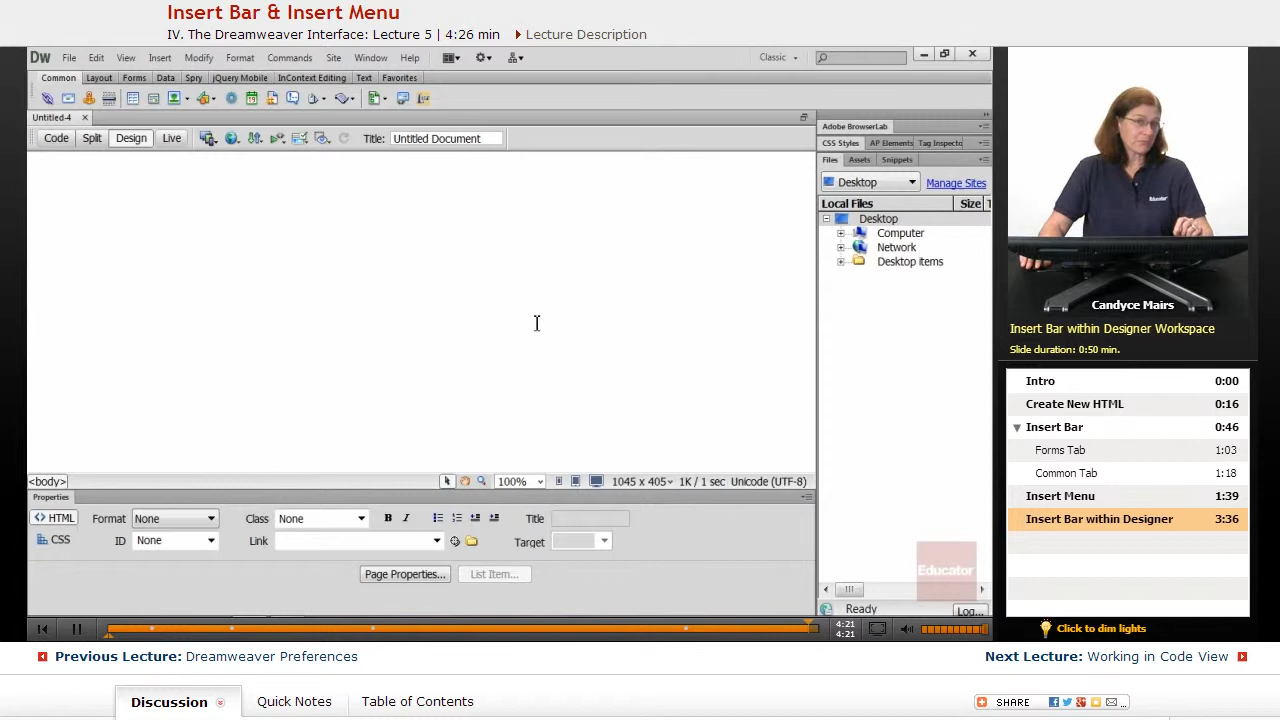 Insert Bar & Insert Menu
IV. The Dreamweaver Interface: Lecture 5 | 4:26 min
Lecture Description
Dw File Edit View Insert Modify Format Commands Site Window Help Classic
Common Layout Forms Data Spry jQuery Mobile InContext Editing Text Favorites
Untitled-4
Code Split Design Live Title: Untitled Document
Adobe BrowserLab
CSS Styles AP Elements Tag Inspecto
Files Assets Snippets
Desktop Manage Sites
Local Files Size T
Desktop
Computer
Network
Desktop items
<body> 100% 1045 x 405 1K / 1 sec Unicode (UTF-8)
Properties
<> HTML Format None Class None B I Title
CSS ID None Link Target
Page Properties... List Item...
Educator
Ready Log...
4:21
4:21
Educator
Candyce Mairs
Insert Bar within Designer Workspace
Slide duration: 0:50 min.
Intro 0:00
Create New HTML 0:16
Insert Bar 0:46
Forms Tab 1:03
Common Tab 1:18
Insert Menu 1:39
Insert Bar within Designer 3:36
Click to dim lights
Previous Lecture: Dreamweaver Preferences
Next Lecture: Working in Code View
Discussion Quick Notes Table of Contents
SHARE